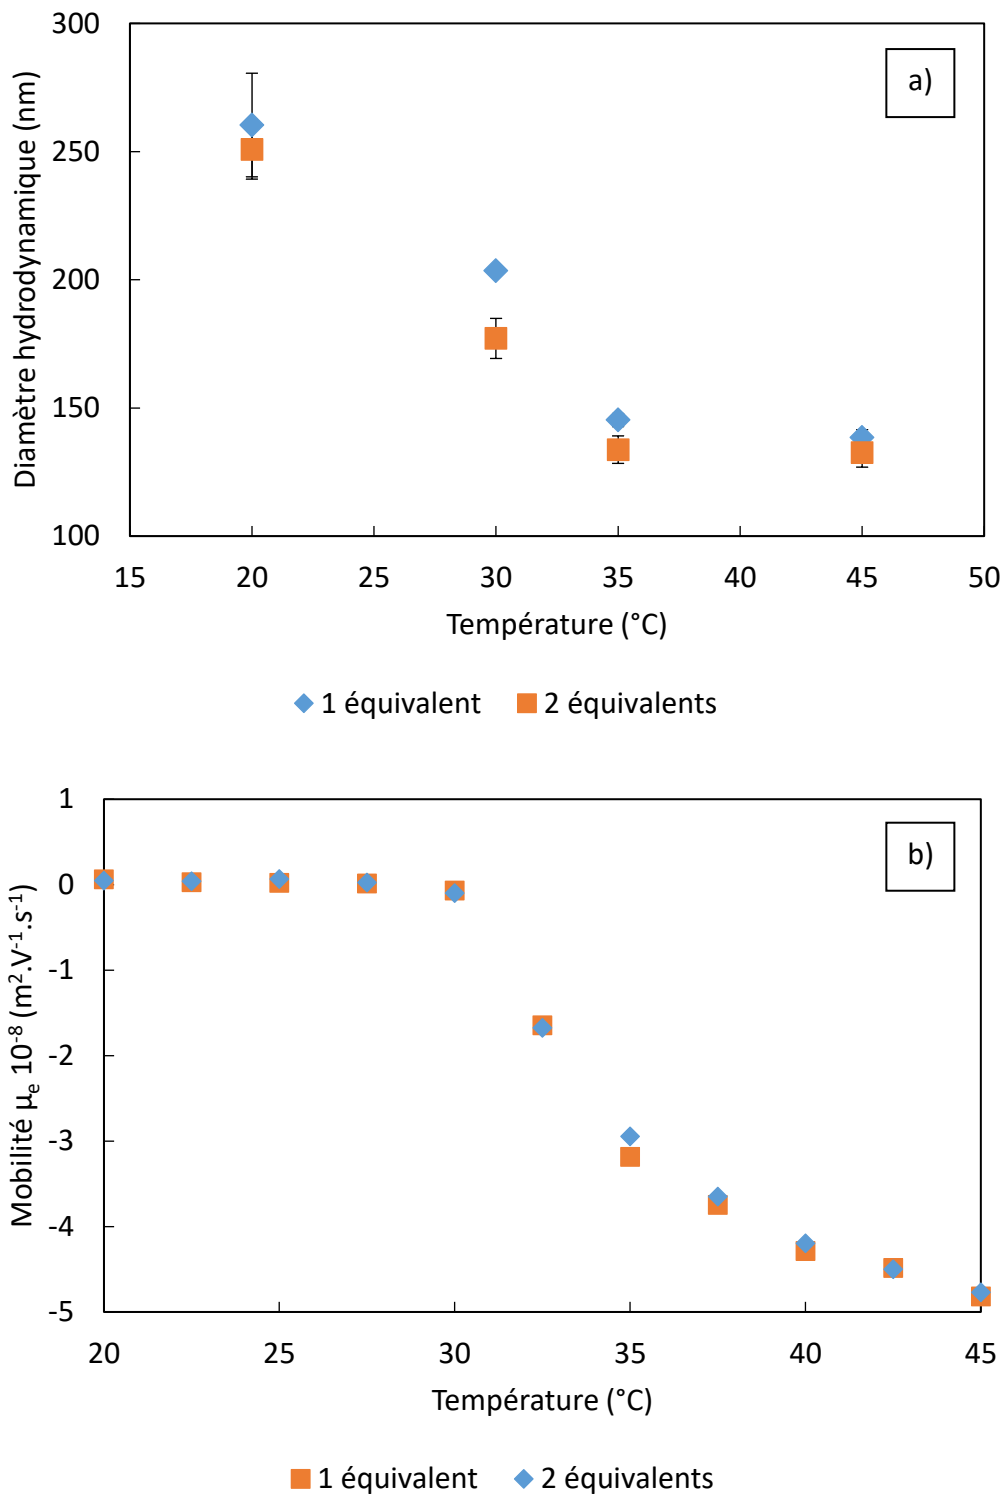 300
250
200
150
100
Diamètre hydrodynamique (nm)
a)
15 20 25 30 35 40 45 50
Température (°C)
1 équivalent 2 équivalents
1
0
-1
-2
-3
-4
-5
Mobilité µₑ 10⁻⁸ (m².V⁻¹.s⁻¹)
b)
20 25 30 35 40 45
Température (°C)
1 équivalent 2 équivalents